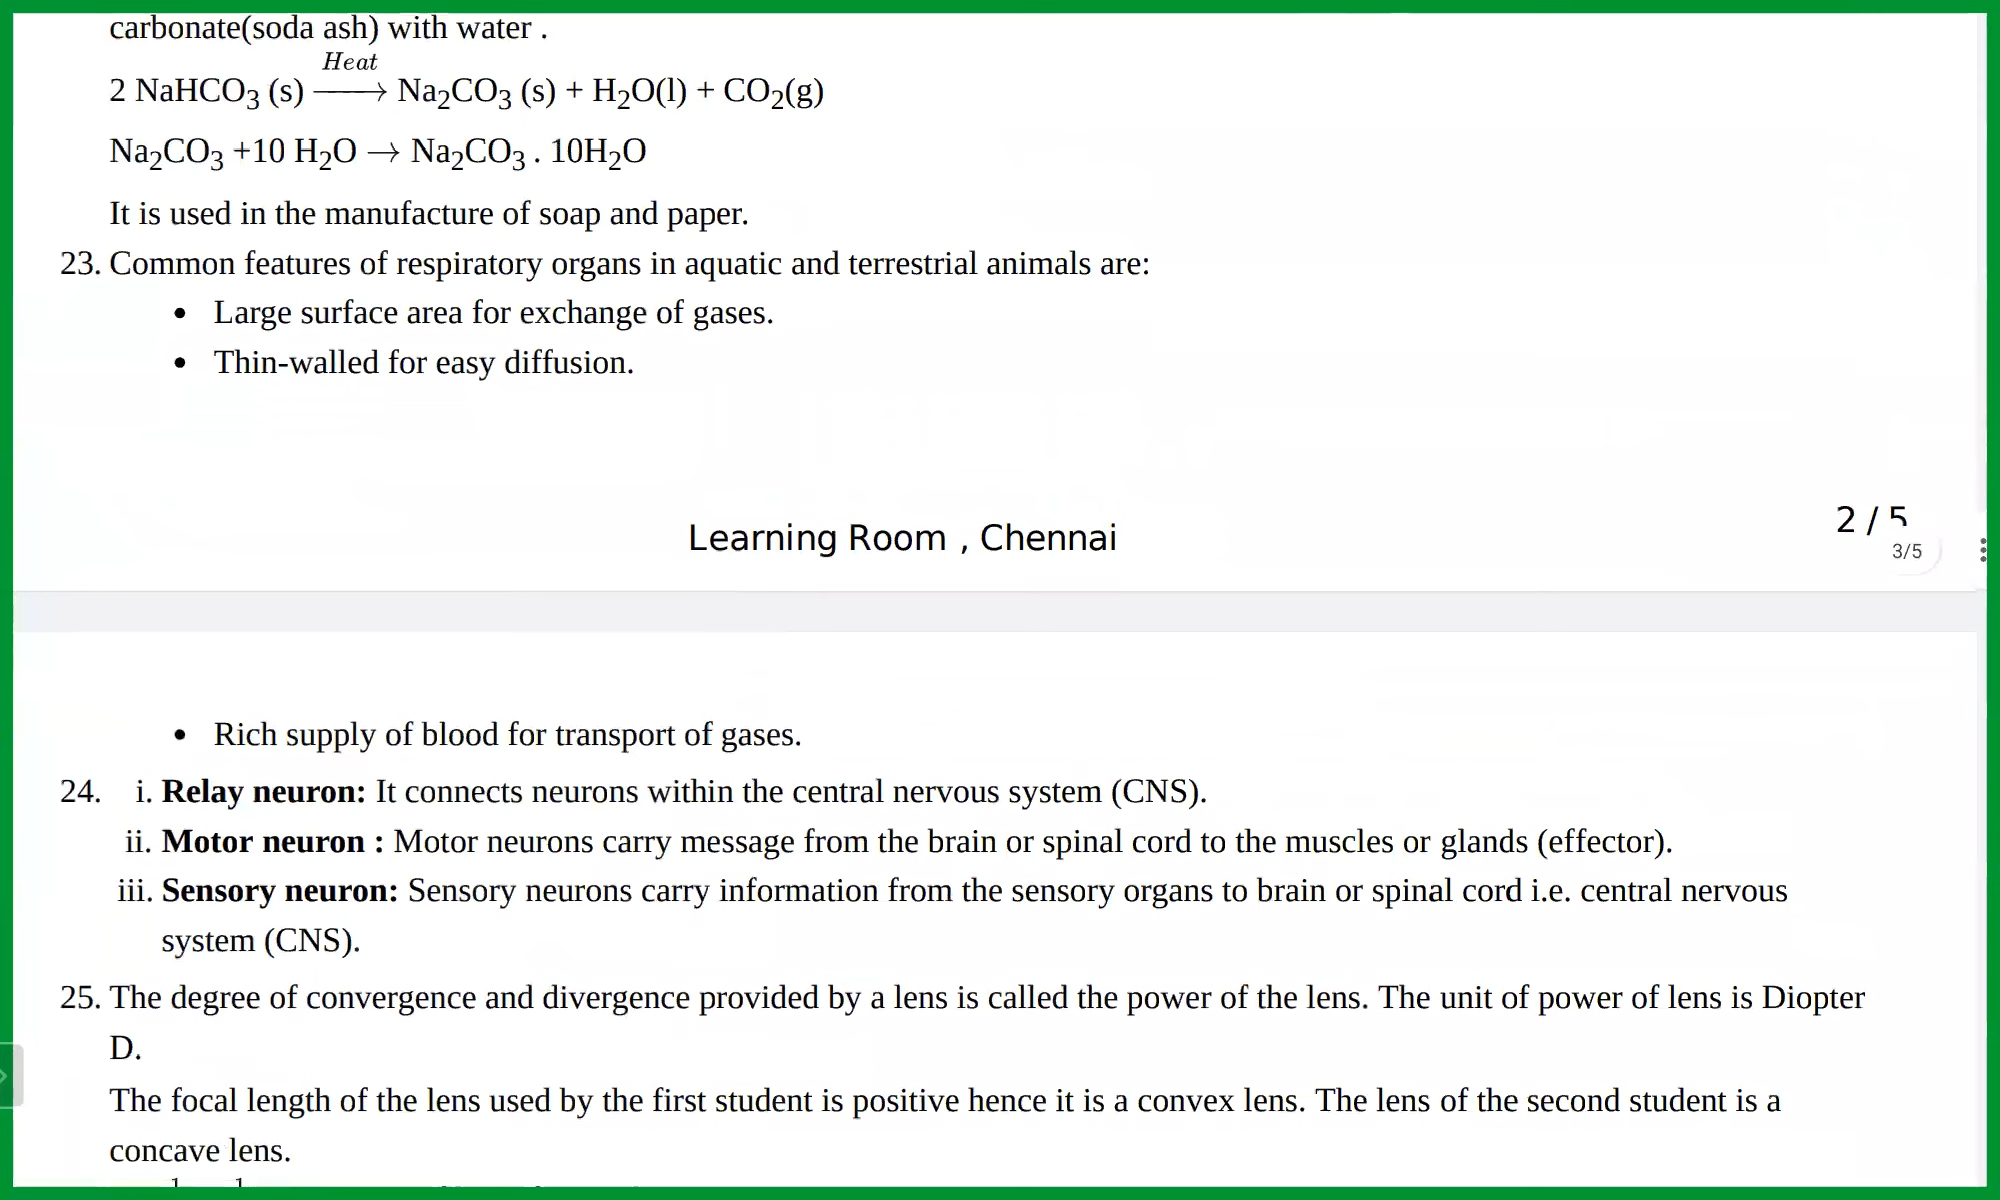 carbonate(soda ash) with water .
Heat
2 NaHCO₃ (s) ⟶ Na₂CO₃ (s) + H₂O(l) + CO₂(g)
Na₂CO₃ +10 H₂O → Na₂CO₃ . 10H₂O
It is used in the manufacture of soap and paper.
23. Common features of respiratory organs in aquatic and terrestrial animals are:
• Large surface area for exchange of gases.
• Thin-walled for easy diffusion.
2 / 5
Learning Room , Chennai
3/5
• Rich supply of blood for transport of gases.
24. i. Relay neuron: It connects neurons within the central nervous system (CNS).
ii. Motor neuron : Motor neurons carry message from the brain or spinal cord to the muscles or glands (effector).
iii. Sensory neuron: Sensory neurons carry information from the sensory organs to brain or spinal cord i.e. central nervous
system (CNS).
25. The degree of convergence and divergence provided by a lens is called the power of the lens. The unit of power of lens is Diopter
D.
The focal length of the lens used by the first student is positive hence it is a convex lens. The lens of the second student is a
concave lens.